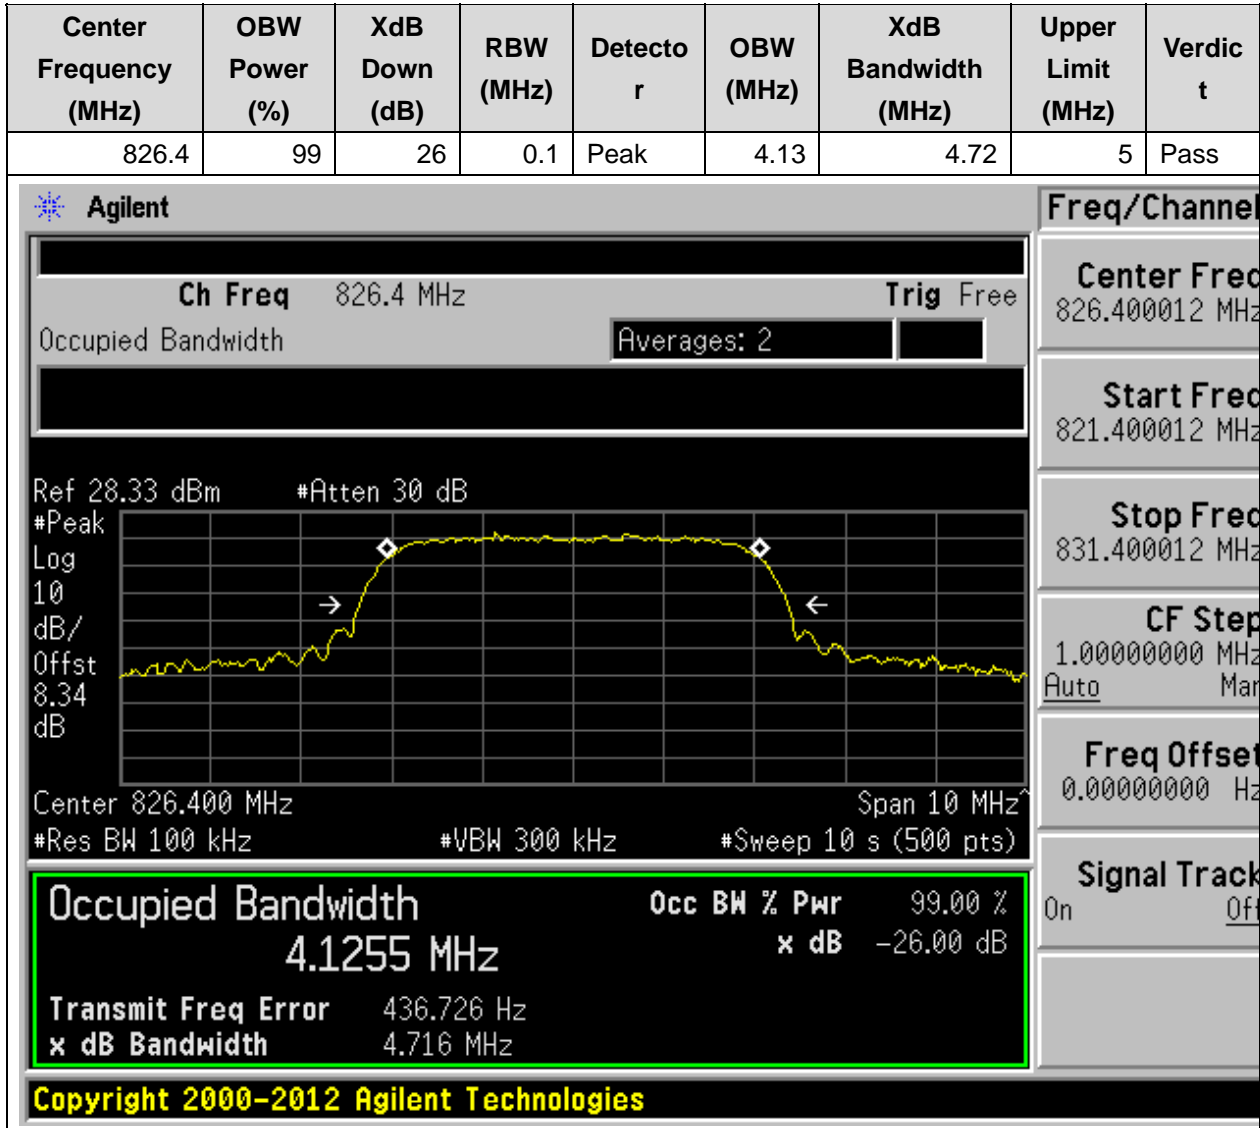 Center Frequency (MHz) OBW Power (%) XdB Down (dB) RBW (MHz) Detecto r OBW (MHz) XdB Bandwidth (MHz) Upper Limit (MHz) Verdic t
826.4 99 26 0.1 Peak 4.13 4.72 5 Pass
Agilent
Freq/Channel
Ch Freq 826.4 MHz Trig Free
Occupied Bandwidth Averages: 2
Center Freq
826.400012 MHz
Start Freq
821.400012 MHz
Stop Freq
831.400012 MHz
CF Step
1.00000000 MHz
Auto Man
Freq Offset
0.00000000 Hz
Signal Track
On Off
Ref 28.33 dBm #Atten 30 dB
#Peak
Log
10
dB/
Offst
8.34
dB
Center 826.400 MHz Span 10 MHz^
#Res BW 100 kHz #VBW 300 kHz #Sweep 10 s (500 pts)
Occupied Bandwidth Occ BW % Pwr 99.00 %
4.1255 MHz x dB -26.00 dB
Transmit Freq Error 436.726 Hz
x dB Bandwidth 4.716 MHz
Copyright 2000-2012 Agilent Technologies